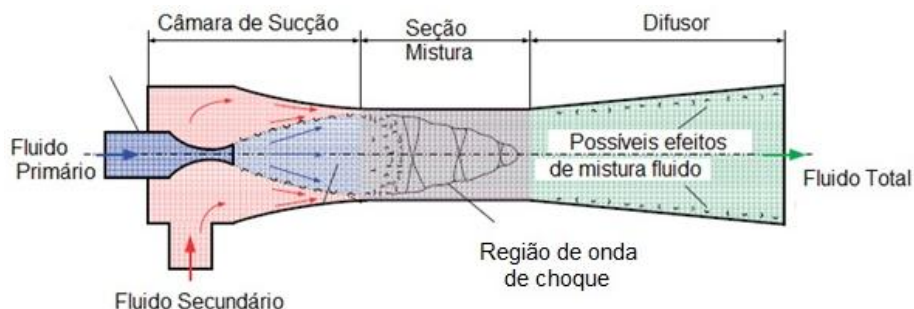 Câmara de Sucção
Seção
Mistura
Difusor
Fluido
Primário
Possíveis efeitos
de mistura fluido
Fluido Total
Região de onda
de choque
Fluido Secundário